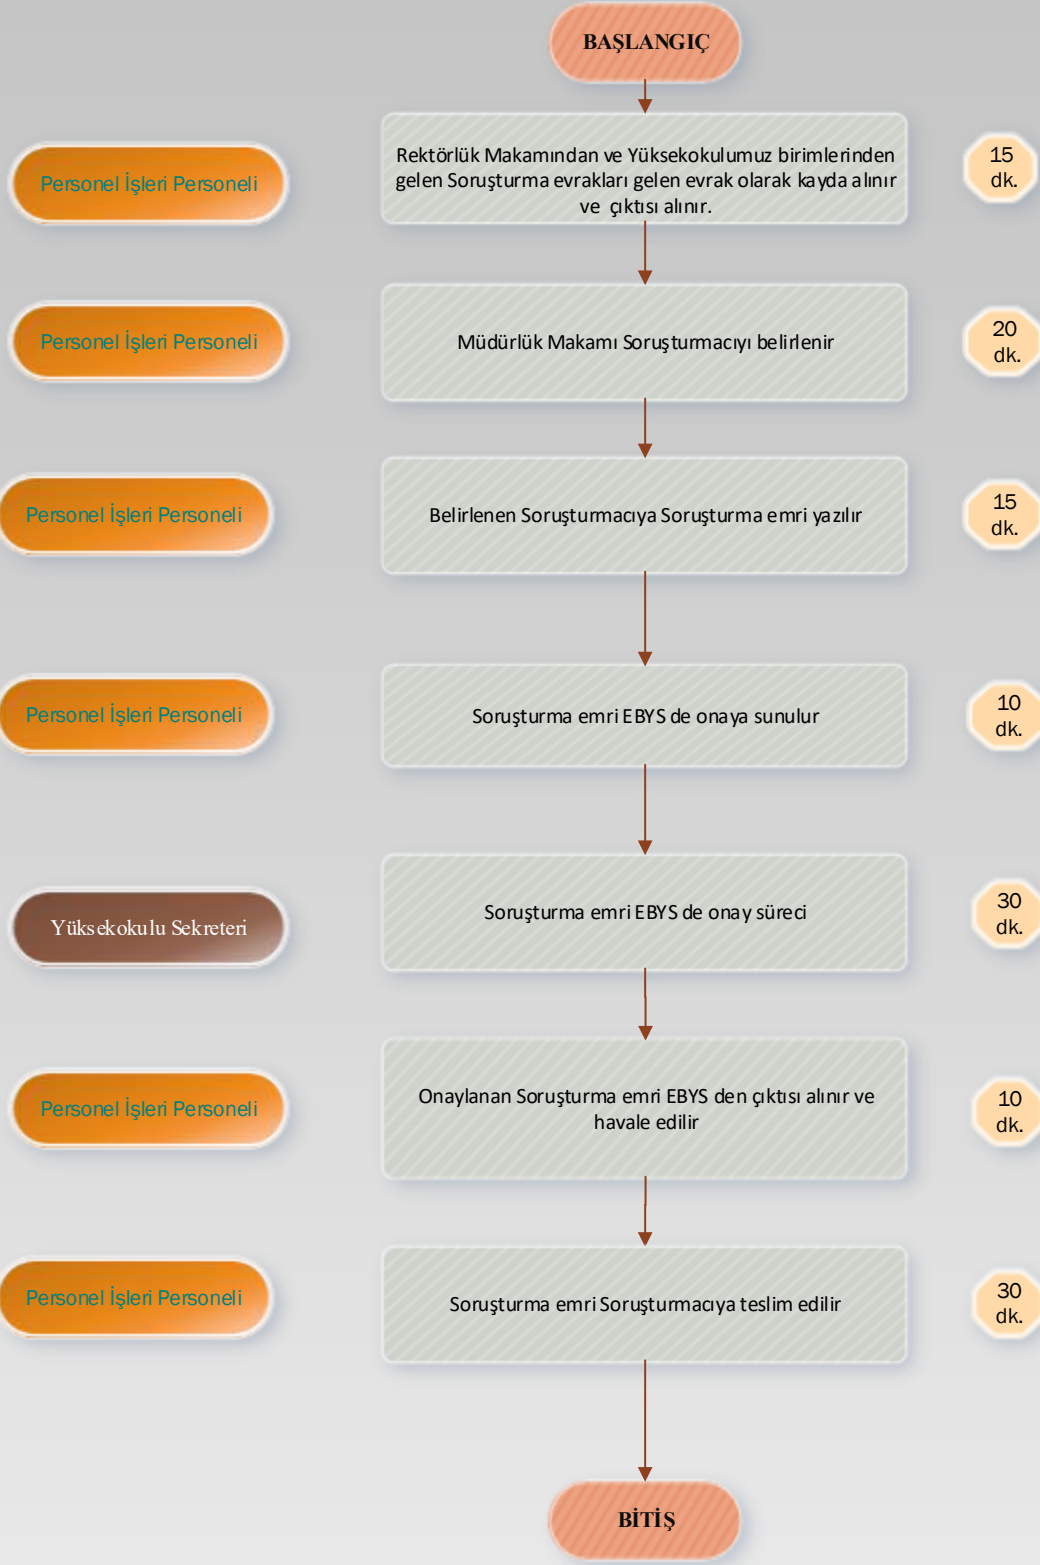 BAŞLANGIÇ
Personel İşleri Personeli
Rektörlük Makamından ve Yüksekokulumuz birimlerinden
gelen Soruşturma evrakları gelen evrak olarak kayda alınır
ve çıktısı alınır.
15
dk.
Personel İşleri Personeli
Müdürlük Makamı Soruşturmacıyı belirlenir
20
dk.
Personel İşleri Personeli
Belirlenen Soruşturmacıya Soruşturma emri yazılır
15
dk.
Personel İşleri Personeli
Soruşturma emri EBYS de onaya sunulur
10
dk.
Yüksekokulu Sekreteri
Soruşturma emri EBYS de onay süreci
30
dk.
Personel İşleri Personeli
Onaylanan Soruşturma emri EBYS den çıktısı alınır ve
havale edilir
10
dk.
Personel İşleri Personeli
Soruşturma emri Soruşturmacıya teslim edilir
30
dk.
BİTİŞ